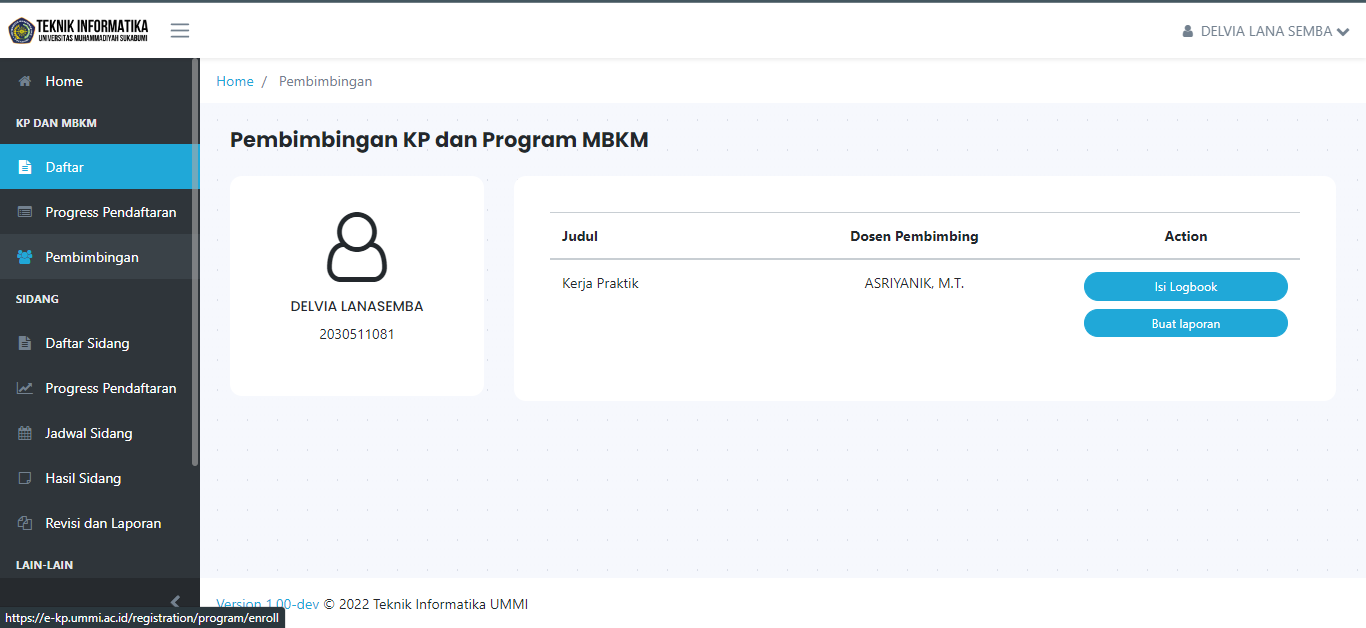 TEKNIK INFORMATIKA
UNIVERSITAS MUHAMMADIYAH SUKABUMI
DELVIA LANA SEMBA
Home
KP DAN MBKM
Daftar
Progress Pendaftaran
Pembimbingan
SIDANG
Daftar Sidang
Progress Pendaftaran
Jadwal Sidang
Hasil Sidang
Revisi dan Laporan
LAIN-LAIN
Home / Pembimbingan
Pembimbingan KP dan Program MBKM
DELVIA LANASEMBA
2030511081
Judul Dosen Pembimbing Action
Kerja Praktik ASRIYANIK, M.T. Isi Logbook
Buat laporan
Version 1.00-dev © 2022 Teknik Informatika UMMI
https://e-kp.ummi.ac.id/registration/program/enroll